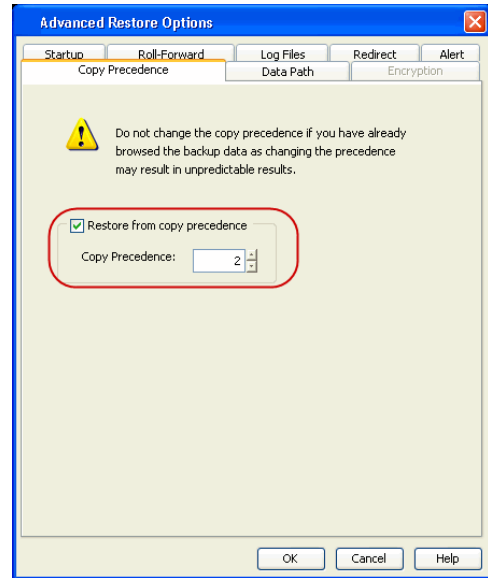 Advanced Restore Options
Startup Roll-Forward Log Files Redirect Alert
Copy Precedence Data Path Encryption
Do not change the copy precedence if you have already
browsed the backup data as changing the precedence
may result in unpredictable results.
Restore from copy precedence
Copy Precedence: 2
OK Cancel Help